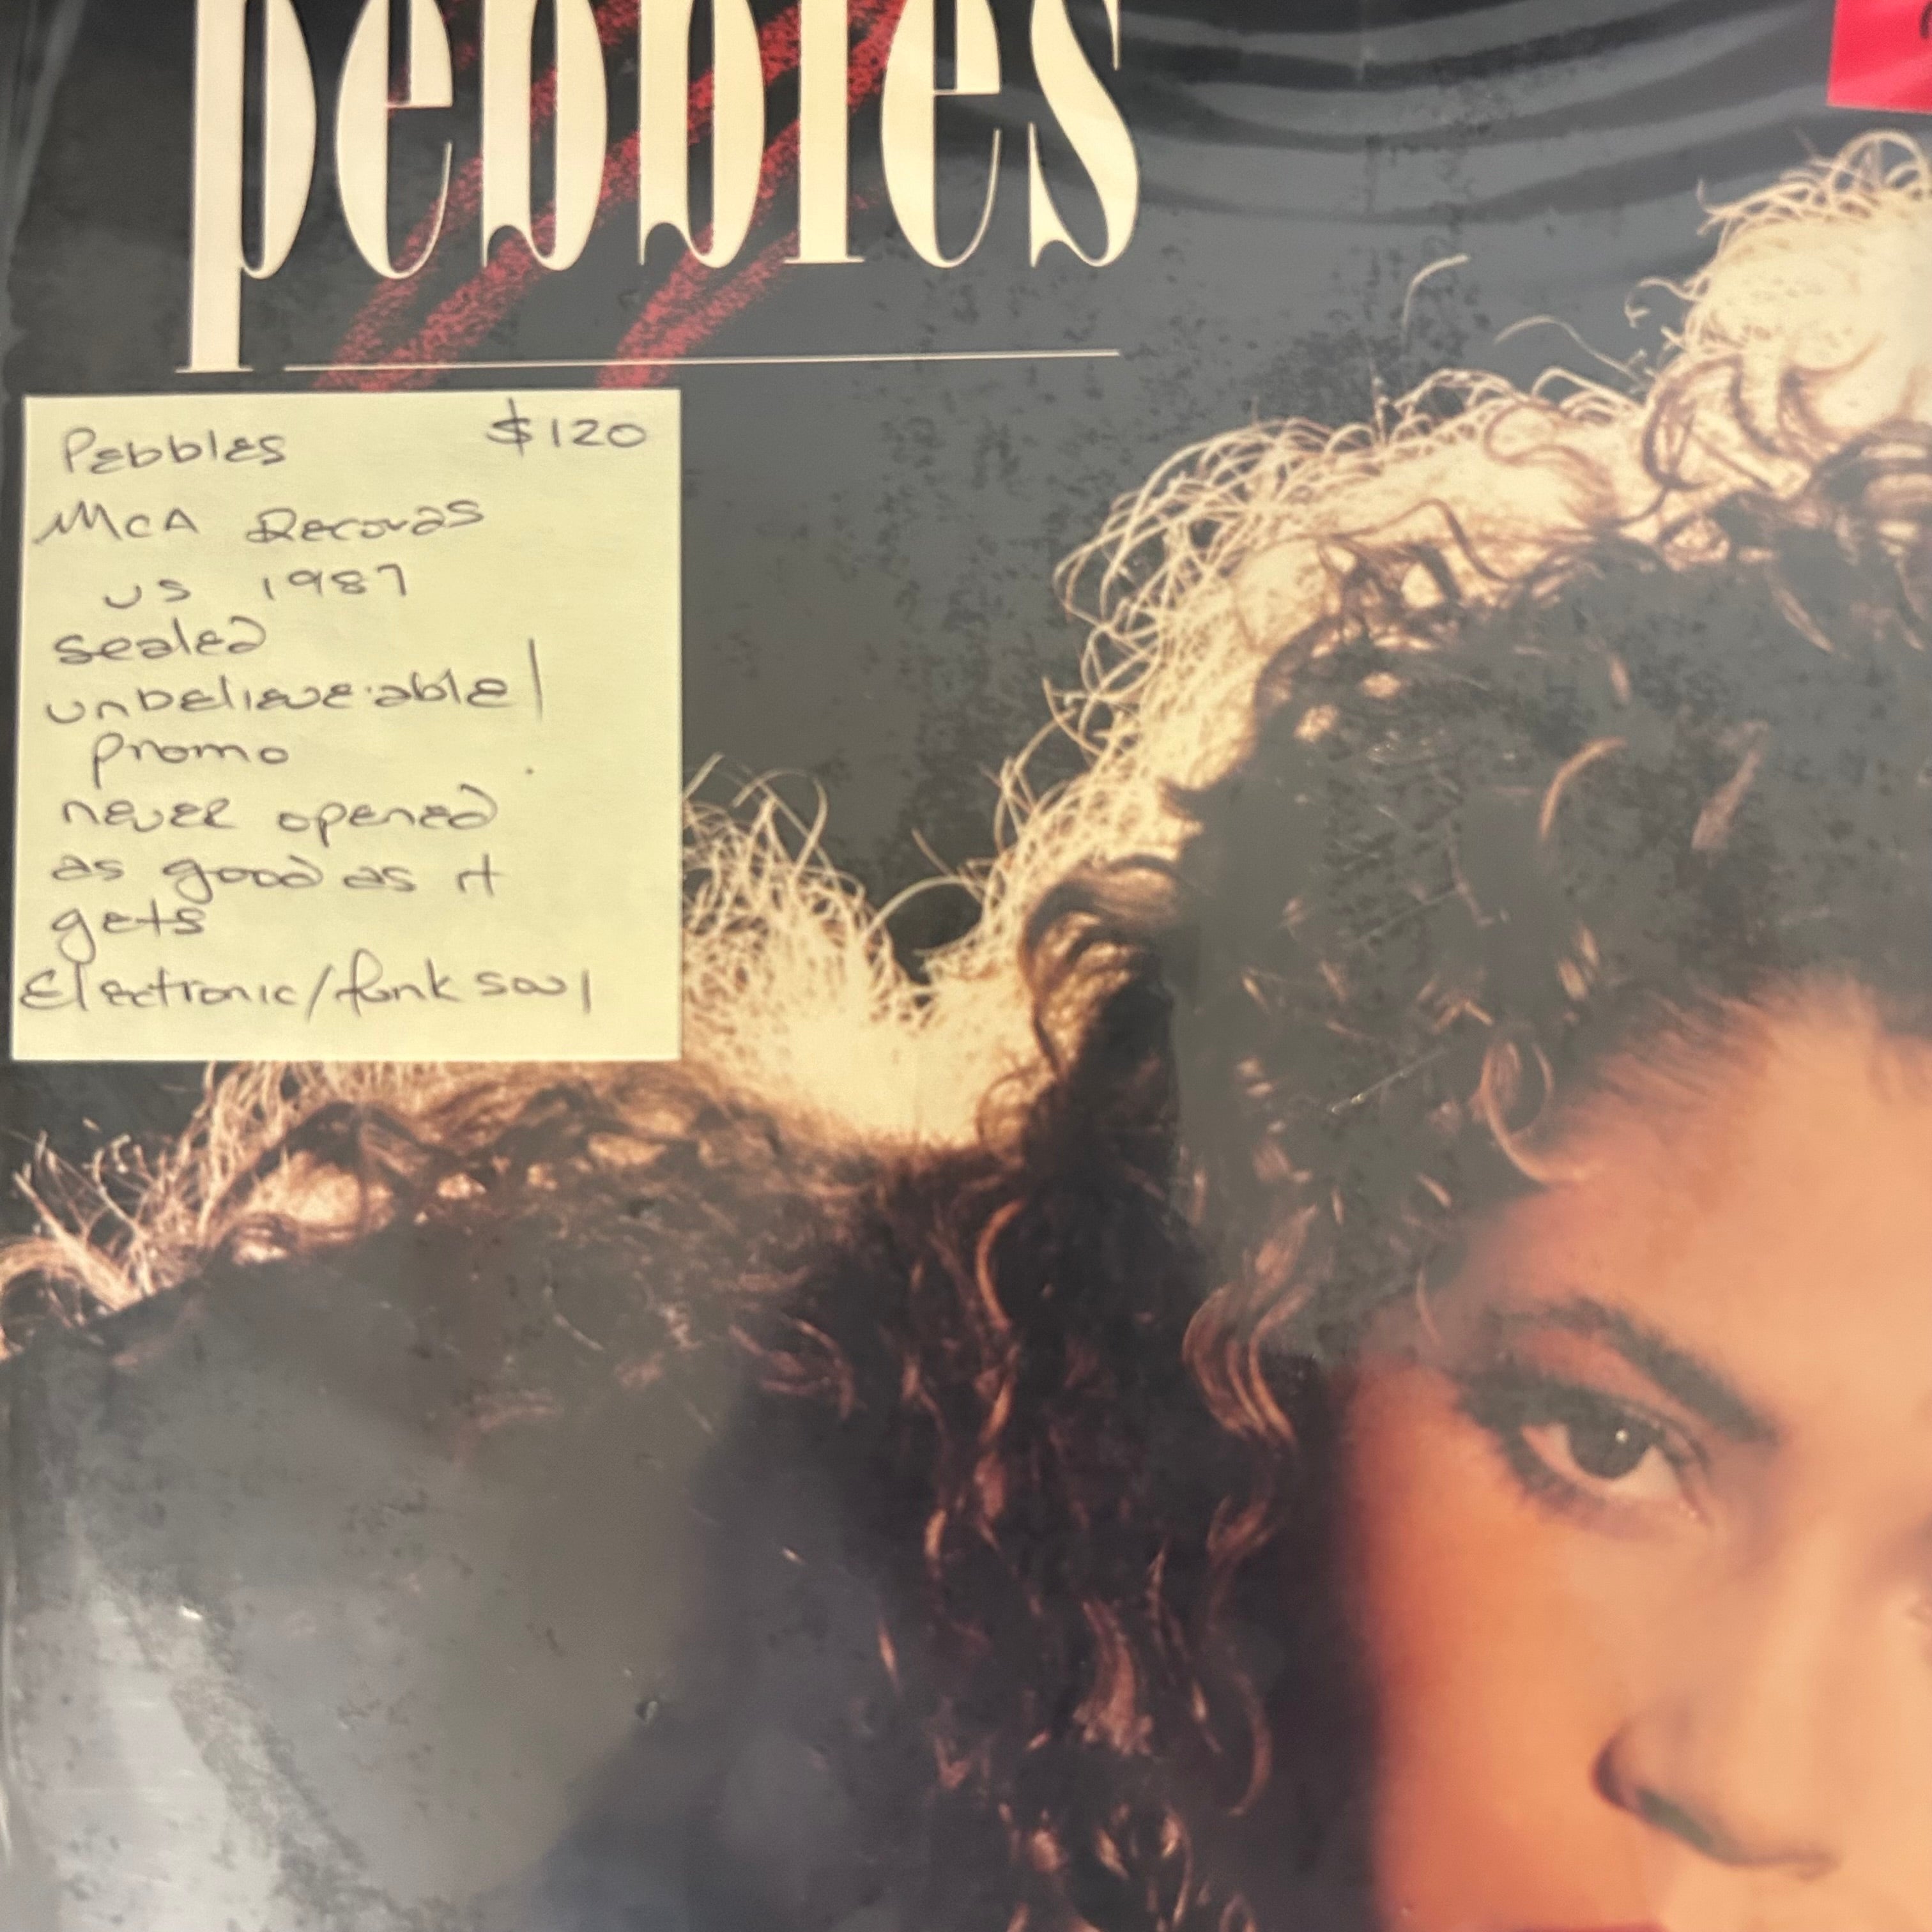 pebbles
Pebbles $120
MCA Records
US 1987
sealed
unbelieveable!
promo
never opened
as good as it
gets
Electronic/funk soul